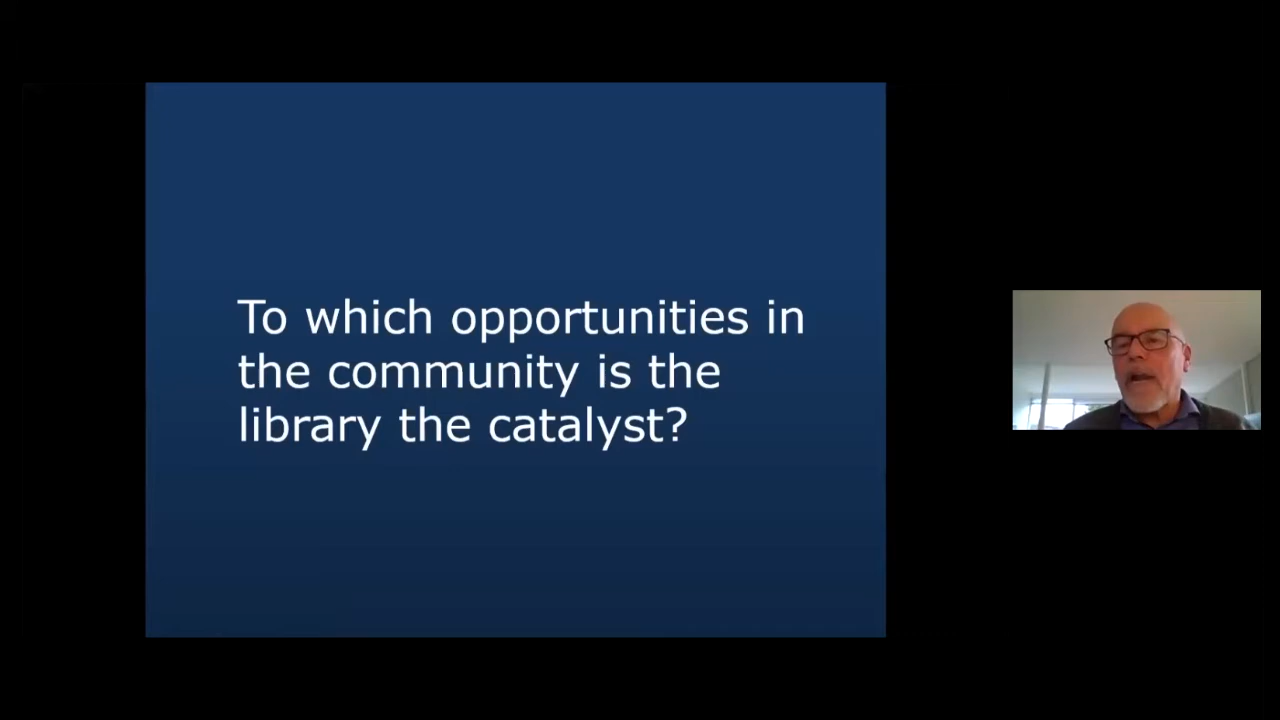 To which opportunities in
the community is the
library the catalyst?